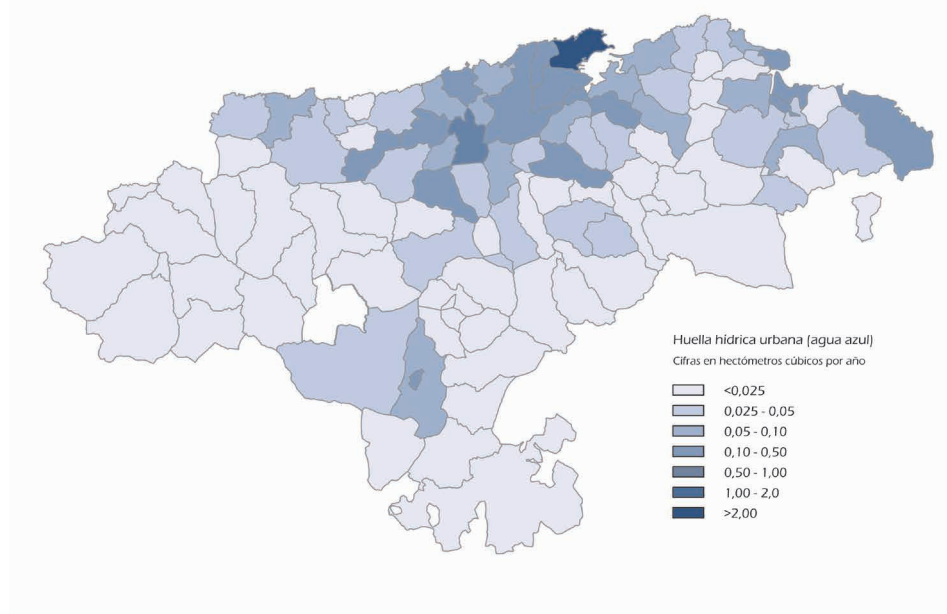 Huella hídrica urbana (agua azul)
Cifras en hectómetros cúbicos por año
<0,025
0,025 - 0,05
0,05 - 0,10
0,10 - 0,50
0,50 - 1,00
1,00 - 2,0
>2,00